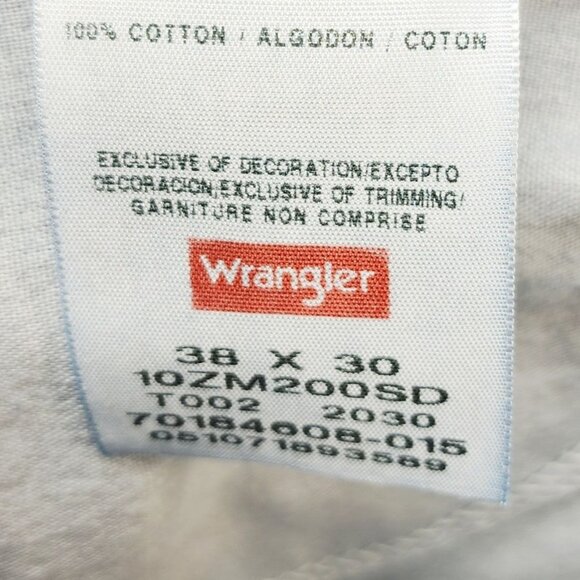 100% COTTON / ALGODON / COTON
EXCLUSIVE OF DECORATION/EXCEPTO
DECORACION,EXCLUSIVE OF TRIMMING/
GARNITURE NON COMPRISE
Wrangler
38 X 30
10ZM200SD
T002 2030
70184608-015
051071893589